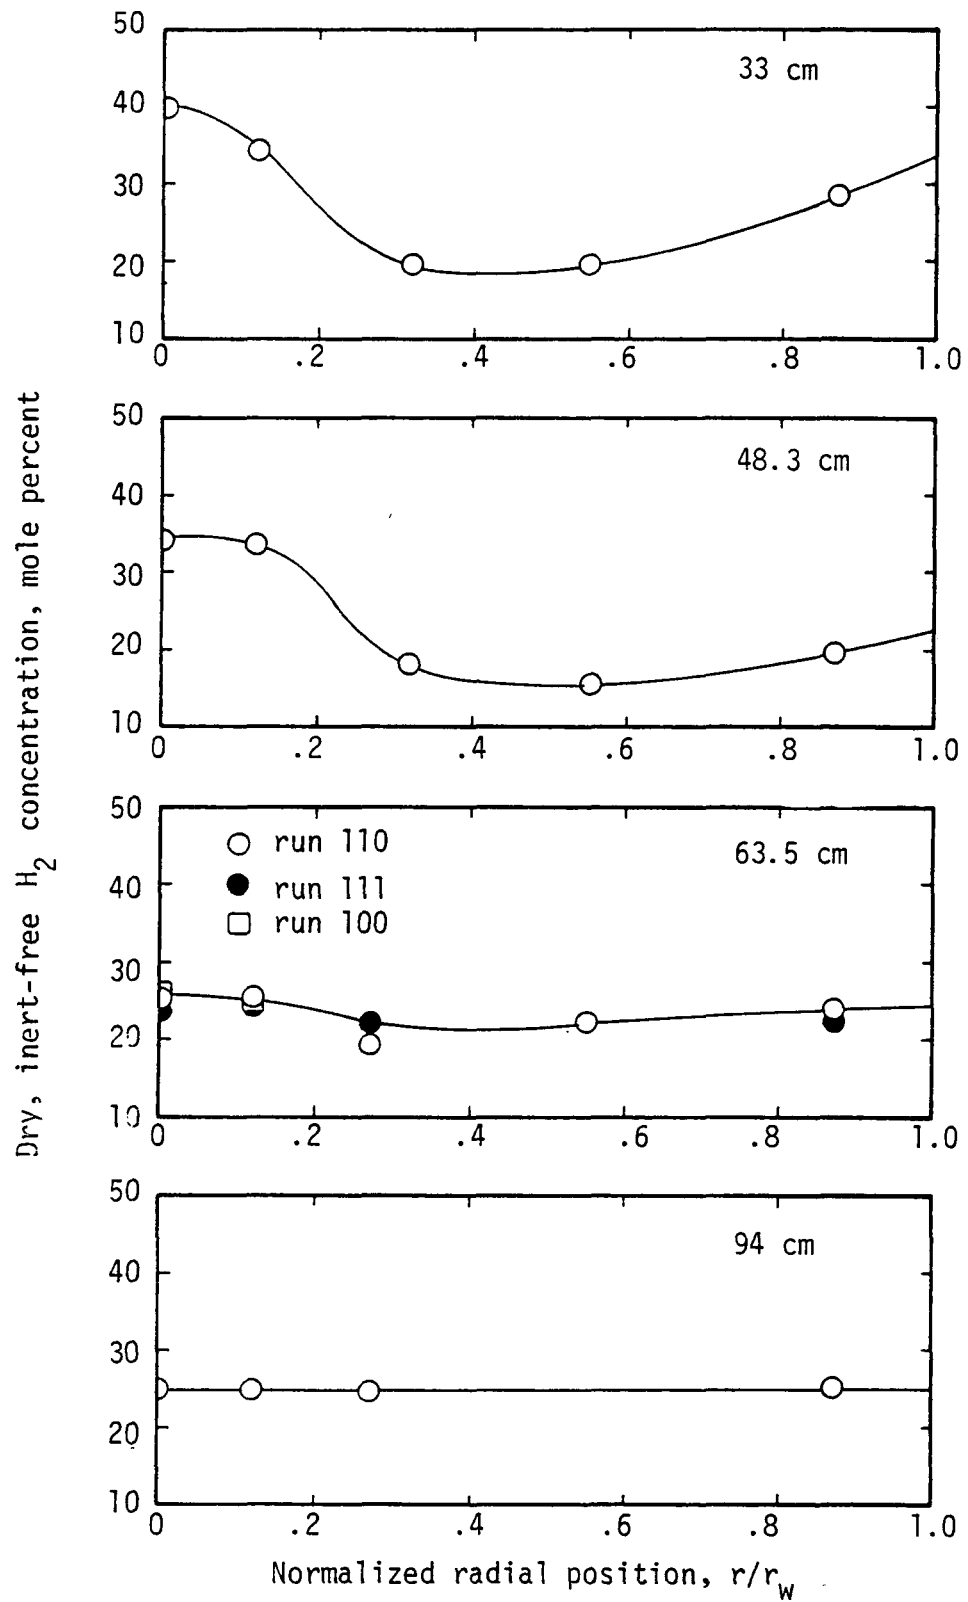 50
33 cm
40
30
20
10
0 .2 .4 .6 .8 1.0
50
48.3 cm
40
30
20
10
0 .2 .4 .6 .8 1.0
50
run 110
63.5 cm
40
run 111
run 100
30
20
10
0 .2 .4 .6 .8 1.0
50
94 cm
40
30
20
10
0 .2 .4 .6 .8 1.0
Dry, inert-free H2 concentration, mole percent
Normalized radial position, r/rw